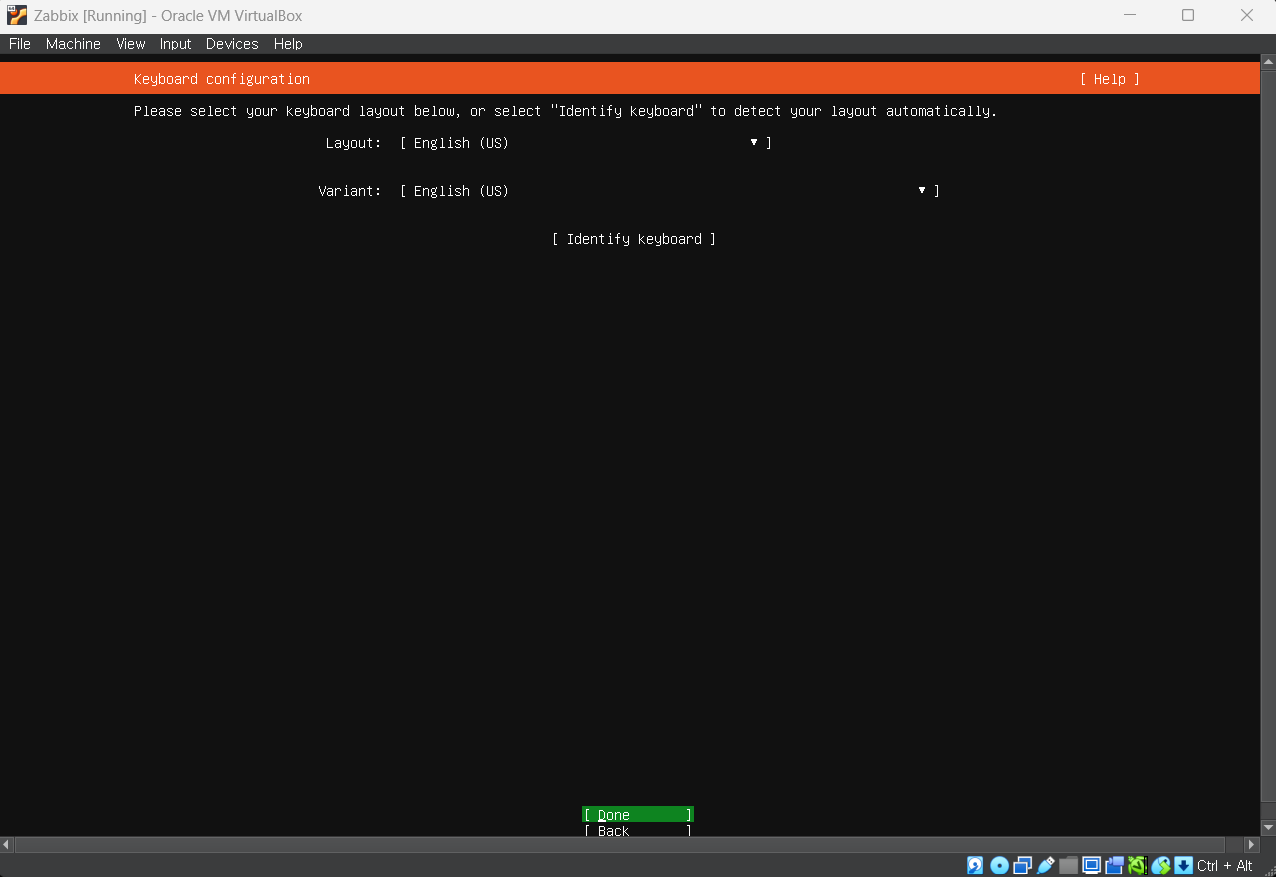 Zabbix [Running] - Oracle VM VirtualBox
File Machine View Input Devices Help
Keyboard configuration [ Help ]
Please select your keyboard layout below, or select "Identify keyboard" to detect your layout automatically.
Layout: [ English (US) ▾ ]
Variant: [ English (US) ▾ ]
[ Identify keyboard ]
[ Done ]
[ Back ]
Ctrl + Alt